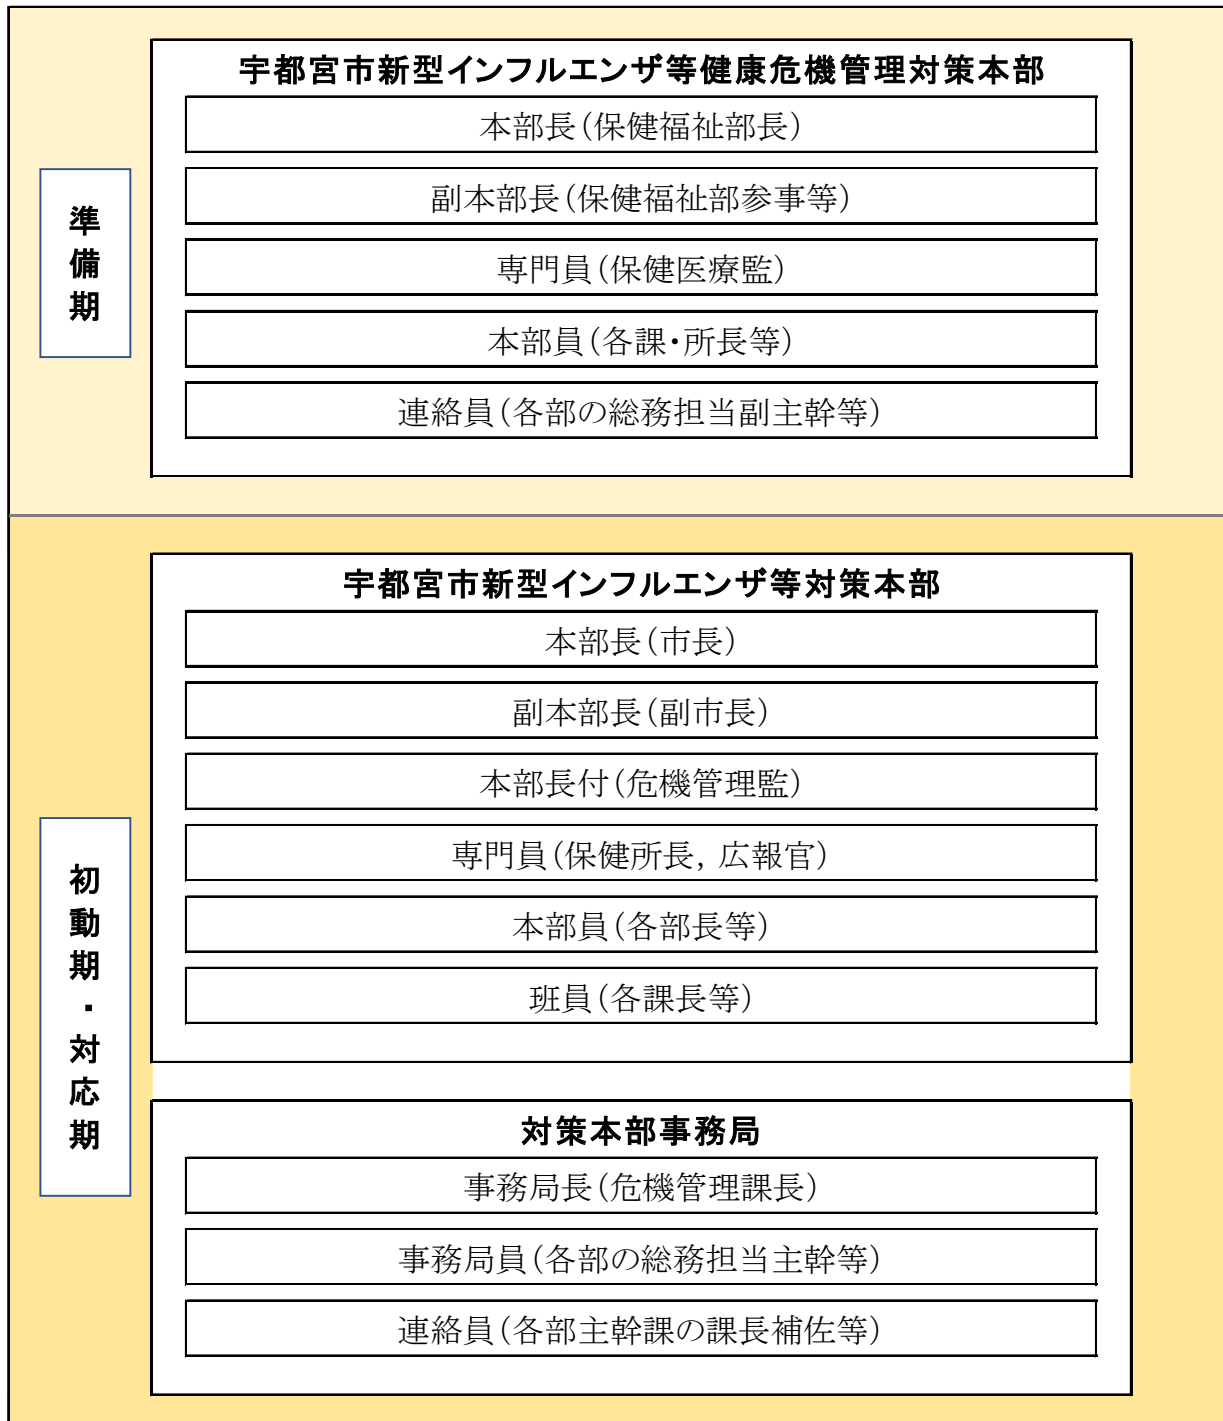 宇都宮市新型インフルエンザ等健康危機管理対策本部
本部長（保健福祉部長）
副本部長（保健福祉部参事等）
専門員（保健医療監）
本部員（各課・所長等）
連絡員（各部の総務担当副主幹等）
準備期
宇都宮市新型インフルエンザ等対策本部
本部長（市長）
副本部長（副市長）
本部長付（危機管理監）
専門員（保健所長，広報官）
本部員（各部長等）
班員（各課長等）
初動期・対応期
対策本部事務局
事務局長（危機管理課長）
事務局員（各部の総務担当主幹等）
連絡員（各部主幹課の課長補佐等）